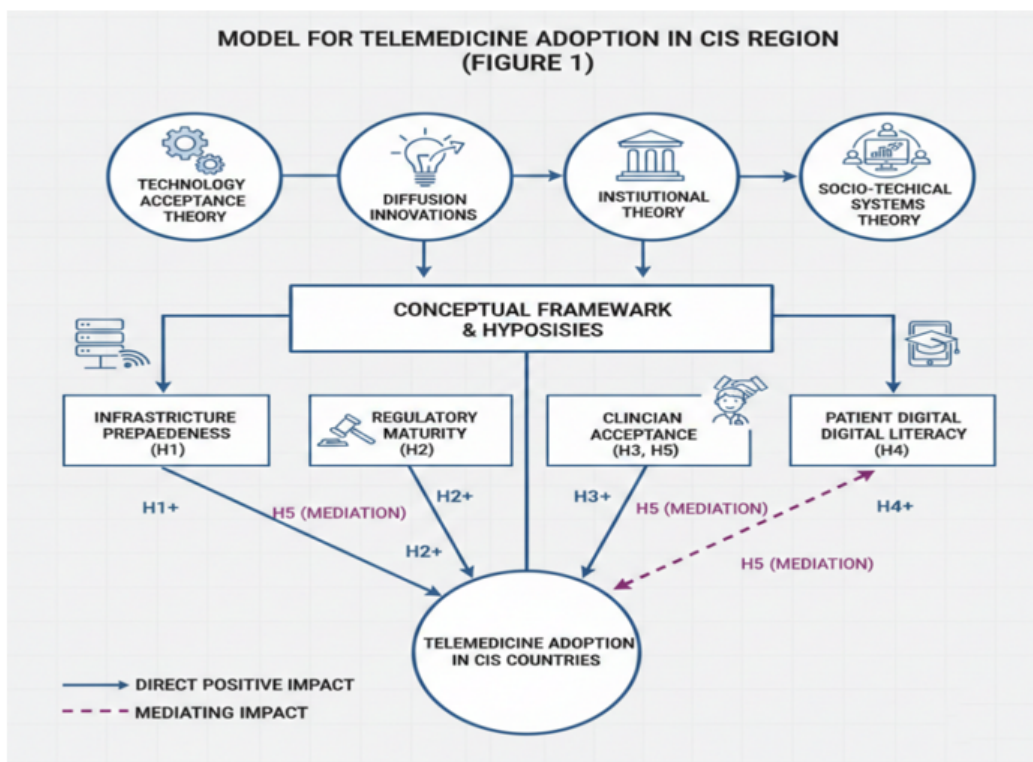 MODEL FOR TELEMEDICINE ADOPTION IN CIS REGION
(FIGURE 1)
TECHNOLOGY
ACCEPTANCE
THEORY
DIFFUSION
INNOVATIONS
INSTIUTIONAL
THEORY
SOCIO-TECHICAL
SYSTEMS
THEORY
CONCEPTUAL FRAMEWARK
& HYPOSISIES
INFRASTRICTURE
PREPAEDENESS
(H1)
REGULATORY
MATURITY
(H2)
CLINCIAN
ACCEPTANCE
(H3, H5)
PATIENT DIGITAL
DIGITAL LITERACY
(H4)
H1+
H5 (MEDIATION)
H2+
H2+
H3+
H5 (MEDIATION)
H4+
H5 (MEDIATION)
TELEMEDICINE ADOPTION
IN CIS COUNTRIES
DIRECT POSITIVE IMPACT
MEDIATING IMPACT